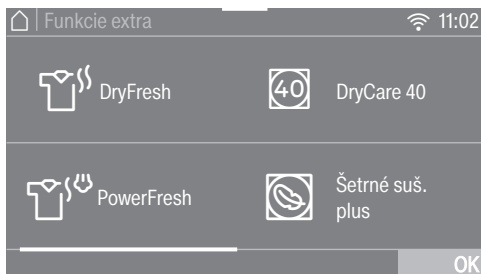 Funkcie extra
11:02
DryFresh
40
DryCare 40
PowerFresh
Šetrné suš.
plus
OK